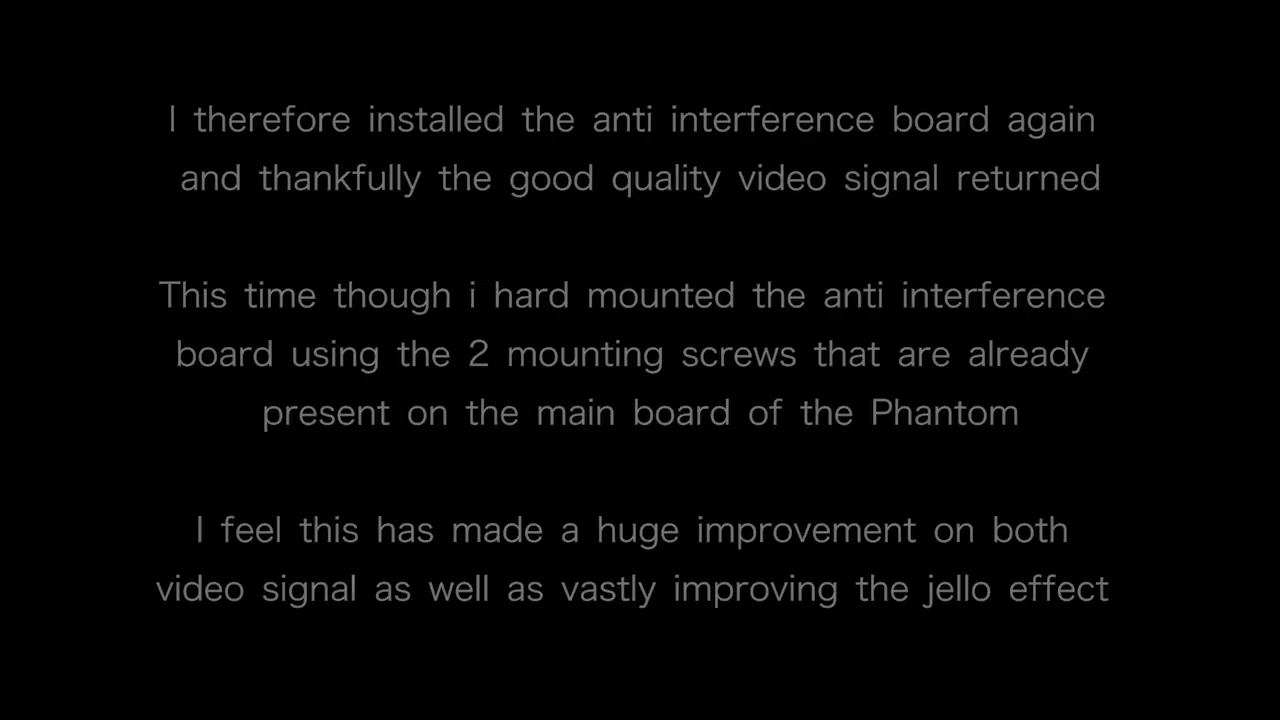 I therefore installed the anti interference board again
and thankfully the good quality video signal returned
This time though i hard mounted the anti interference
board using the 2 mounting screws that are already
present on the main board of the Phantom
I feel this has made a huge improvement on both
video signal as well as vastly improving the jello effect